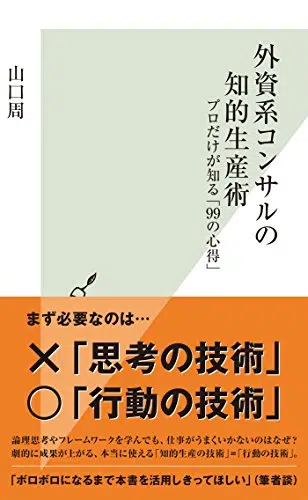 外資系コンサルの
知的生産術
プロだけが知る「99の心得」
山口周
まず必要なのは…
×「思考の技術」
○「行動の技術」
論理思考やフレームワークを学んでも、仕事がうまくいかないのはなぜ?
劇的に成果が上がる、本当に使える「知的生産の技術」=「行動の技術」。
「ボロボロになるまで本書を活用しきってほしい」(筆者談)